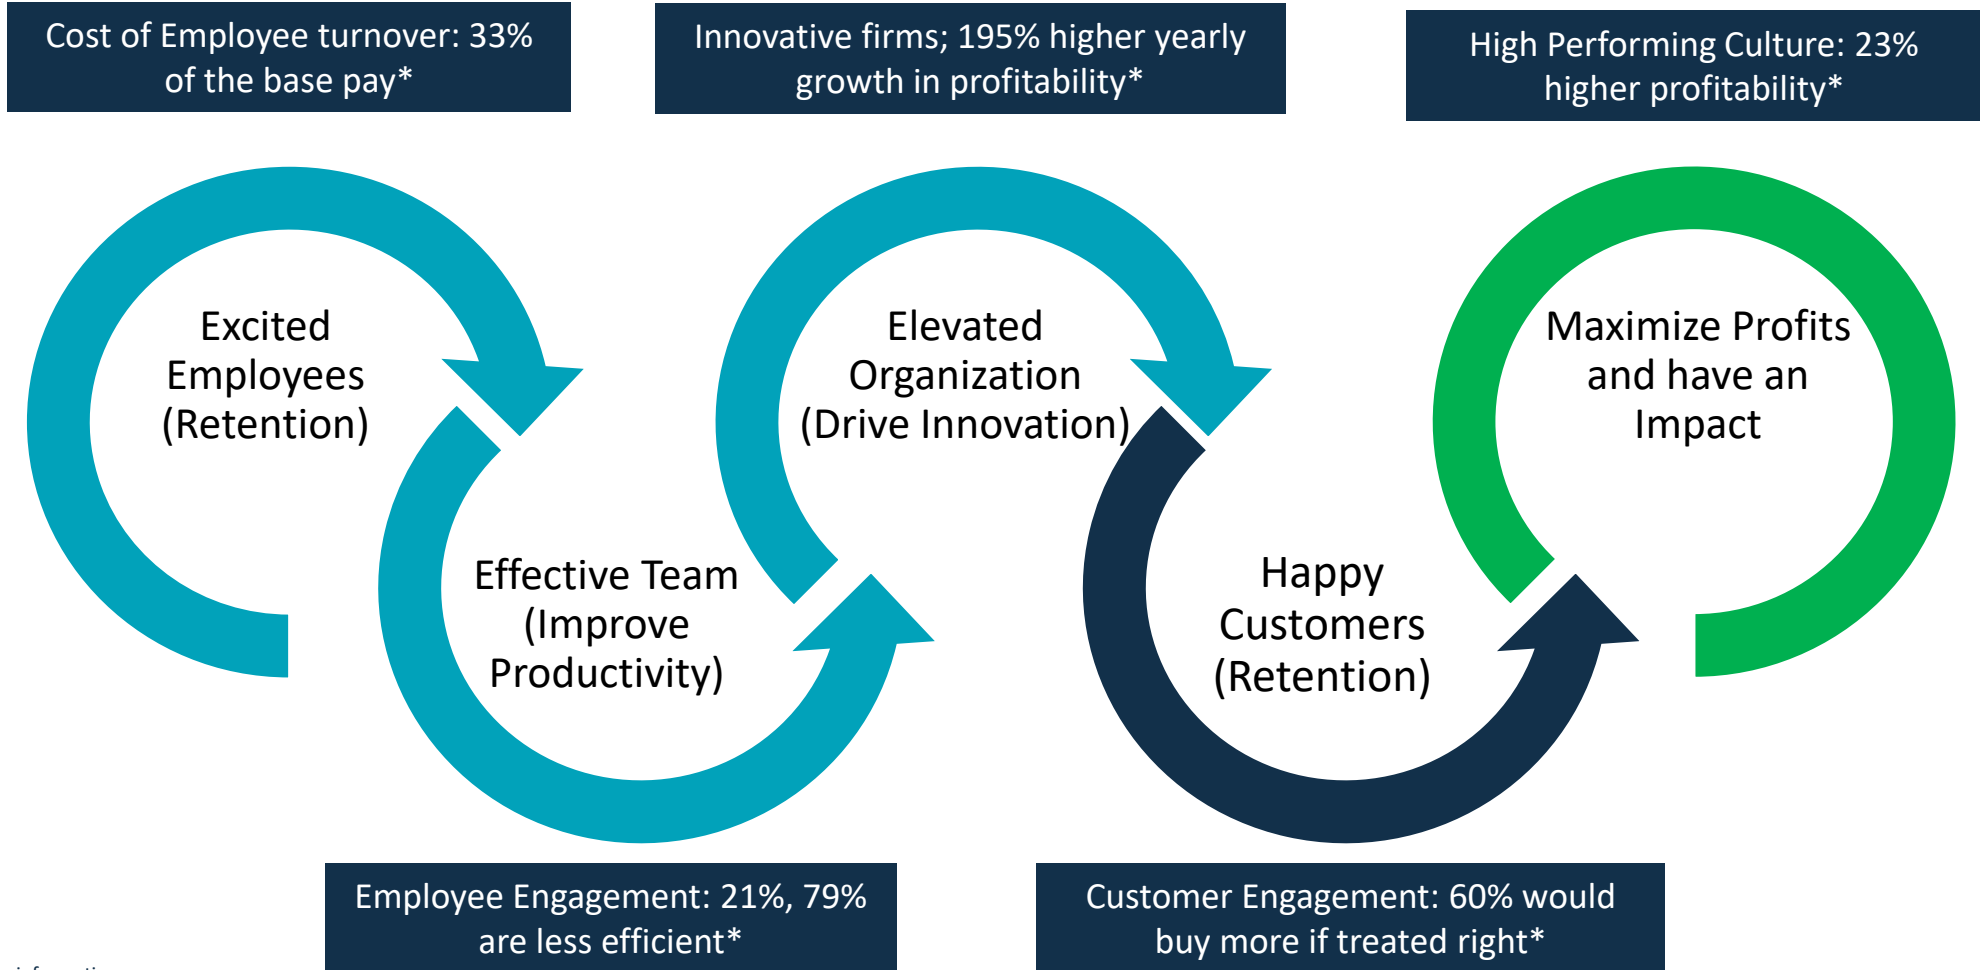 Cost of Employee turnover: 33%
of the base pay*
Innovative firms; 195% higher yearly
growth in profitability*
High Performing Culture: 23%
higher profitability*
Excited
Employees
(Retention)
Elevated
Organization
(Drive Innovation)
Maximize Profits
and have an
Impact
Effective Team
(Improve
Productivity)
Happy
Customers
(Retention)
Employee Engagement: 21%, 79%
are less efficient*
Customer Engagement: 60% would
buy more if treated right*